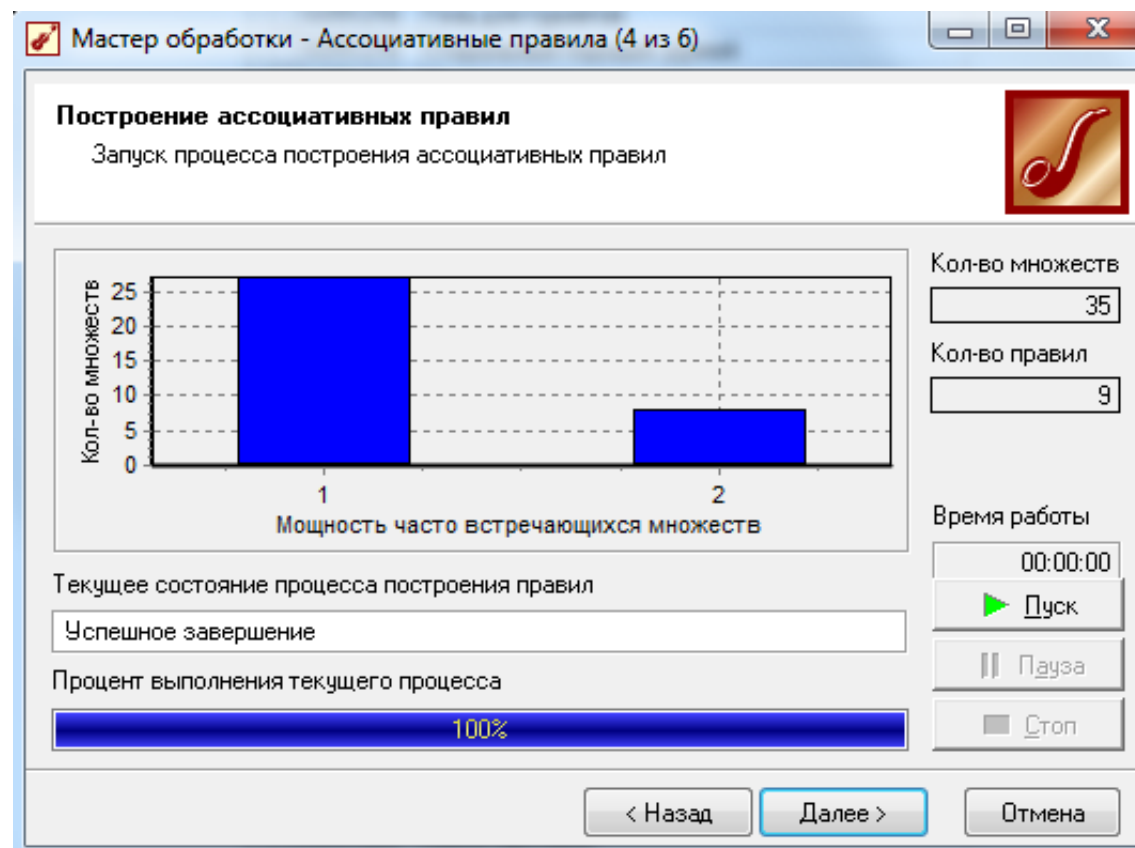 Мастер обработки - Ассоциативные правила (4 из 6)
Построение ассоциативных правил
Запуск процесса построения ассоциативных правил
Кол-во множеств
25
20
15
10
5
0
1
2
Мощность часто встречающихся множеств
Кол-во множеств
35
Кол-во правил
9
Время работы
00:00:00
Текущее состояние процесса построения правил
Успешное завершение
Процент выполнения текущего процесса
100%
Пуск
Пауза
Стоп
< Назад
Далее >
Отмена